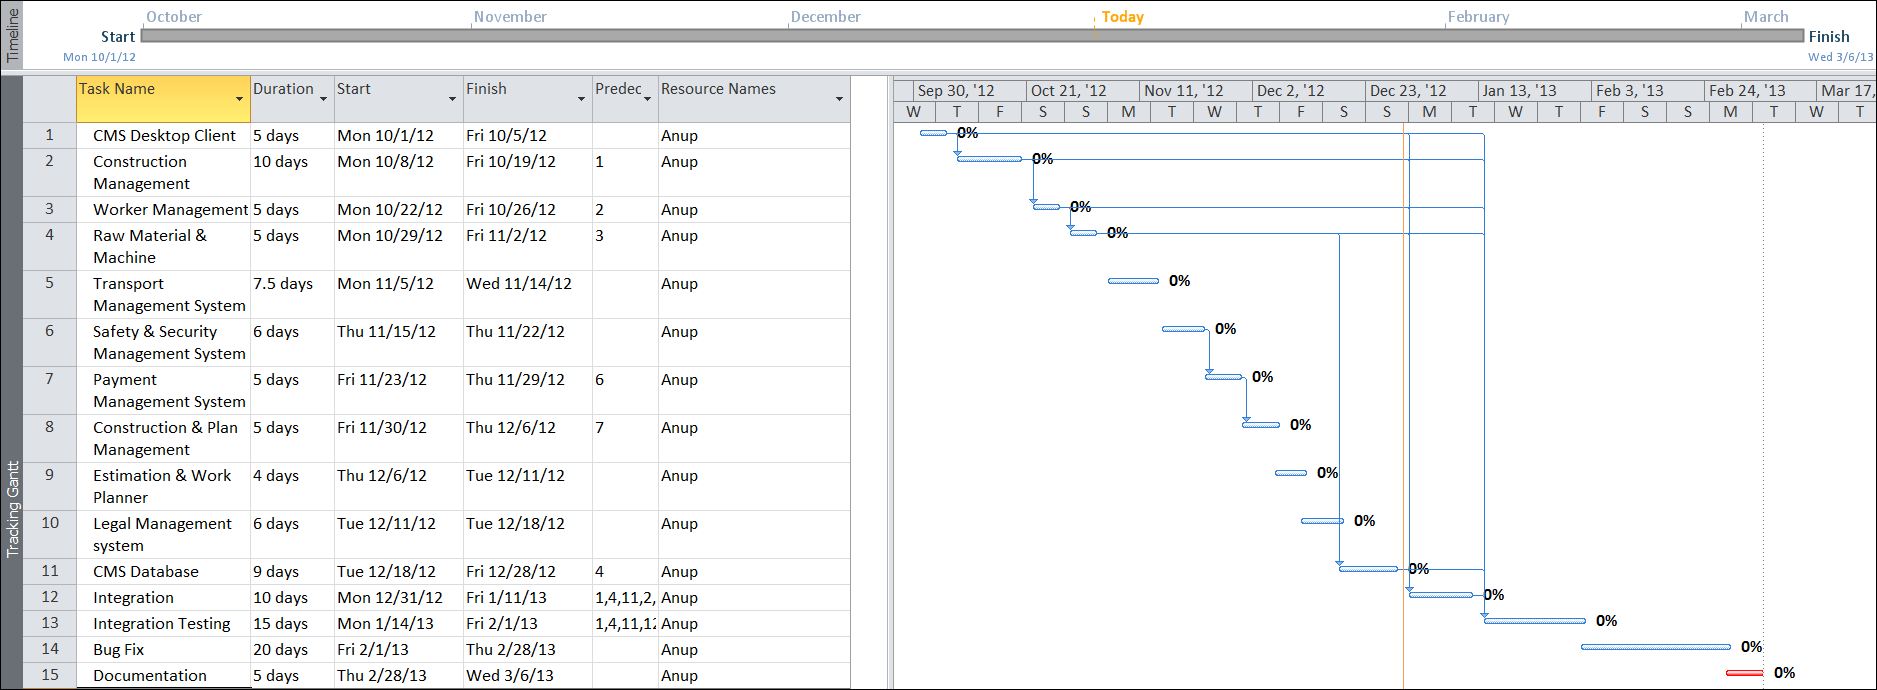 Timeline
October November December Today February March
Start Finish
Mon 10/1/12 Wed 3/6/13
Tracking Gantt
Task Name Duration Start Finish Predec Resource Names
Sep 30, '12 Oct 21, '12 Nov 11, '12 Dec 2, '12 Dec 23, '12 Jan 13, '13 Feb 3, '13 Feb 24, '13 Mar 17,
W T F S S M T W T F S S M T W T F S S M T W T
1 CMS Desktop Client 5 days Mon 10/1/12 Fri 10/5/12 Anup 0%
2 Construction 10 days Mon 10/8/12 Fri 10/19/12 1 Anup 0%
Management
3 Worker Management 5 days Mon 10/22/12 Fri 10/26/12 2 Anup 0%
4 Raw Material & 5 days Mon 10/29/12 Fri 11/2/12 3 Anup 0%
Machine
5 Transport 7.5 days Mon 11/5/12 Wed 11/14/12 Anup 0%
Management System
6 Safety & Security 6 days Thu 11/15/12 Thu 11/22/12 Anup 0%
Management System
7 Payment 5 days Fri 11/23/12 Thu 11/29/12 6 Anup 0%
Management System
8 Construction & Plan 5 days Fri 11/30/12 Thu 12/6/12 7 Anup 0%
Management
9 Estimation & Work 4 days Thu 12/6/12 Tue 12/11/12 Anup 0%
Planner
10 Legal Management 6 days Tue 12/11/12 Tue 12/18/12 Anup 0%
system
11 CMS Database 9 days Tue 12/18/12 Fri 12/28/12 4 Anup 0%
12 Integration 10 days Mon 12/31/12 Fri 1/11/13 1,4,11,2, Anup 0%
13 Integration Testing 15 days Mon 1/14/13 Fri 2/1/13 1,4,11,12 Anup 0%
14 Bug Fix 20 days Fri 2/1/13 Thu 2/28/13 Anup 0%
15 Documentation 5 days Thu 2/28/13 Wed 3/6/13 Anup 0%